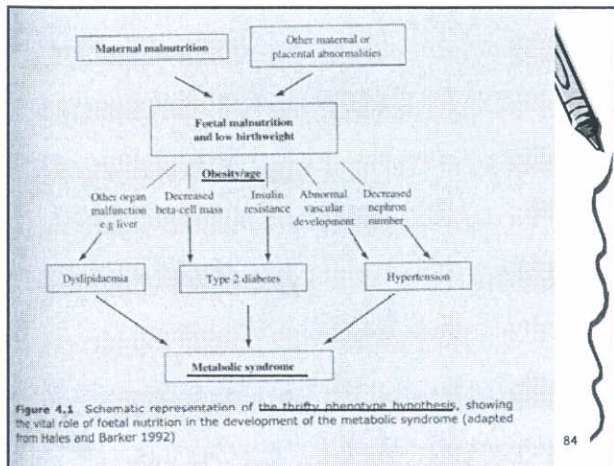 Maternal malnutrition
Other maternal or
placental abnormalities
Foetal malnutrition
and low birthweight
Obesity/age
Other organ
malfunction
e.g liver
Decreased
beta-cell mass
Insulin
resistance
Abnormal
vascular
development
Decreased
nephron
number
Dyslipidaemia
Type 2 diabetes
Hypertension
Metabolic syndrome
Figure 4.1 Schematic representation of the thrifty phenotype hypothesis, showing
the vital role of foetal nutrition in the development of the metabolic syndrome (adapted
from Hales and Barker 1992)
84